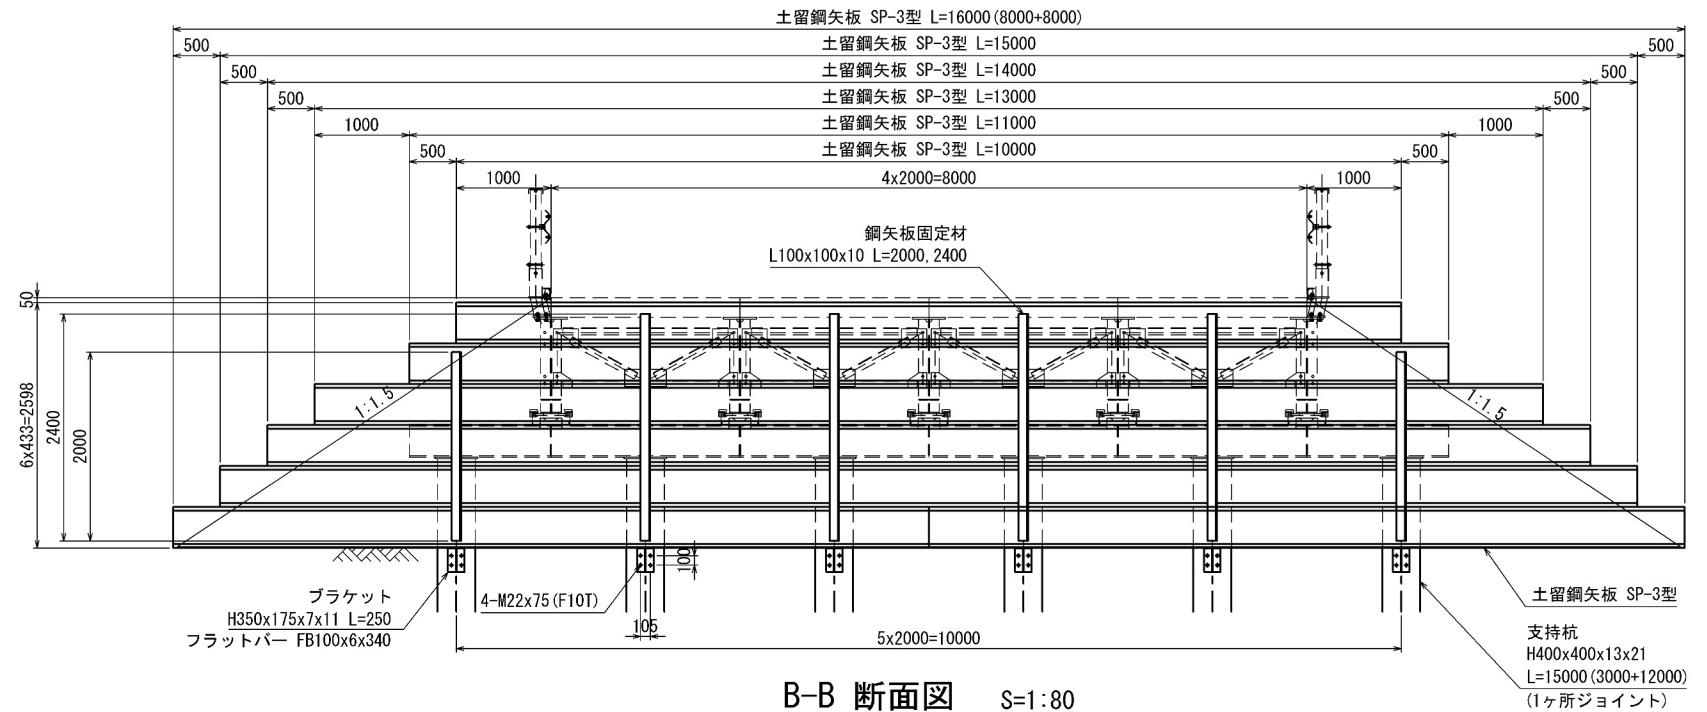 土留鋼矢板 SP-3型 L=16000(8000+8000)
500
土留鋼矢板 SP-3型 L=15000
500
500
土留鋼矢板 SP-3型 L=14000
500
500
土留鋼矢板 SP-3型 L=13000
500
1000
土留鋼矢板 SP-3型 L=11000
1000
500
土留鋼矢板 SP-3型 L=10000
500
1000
4x2000=8000
1000
鋼矢板固定材
L100x100x10 L=2000,2400
50
6x433=2598
2400
2000
1:1.5
1:1.5
100
ブラケット
H350x175x7x11 L=250
フラットバー FB100x6x340
4-M22x75(F10T)
105
5x2000=10000
土留鋼矢板 SP-3型
支持杭
H400x400x13x21
L=15000(3000+12000)
(1ヶ所ジョイント)
B-B 断面図 S=1:80